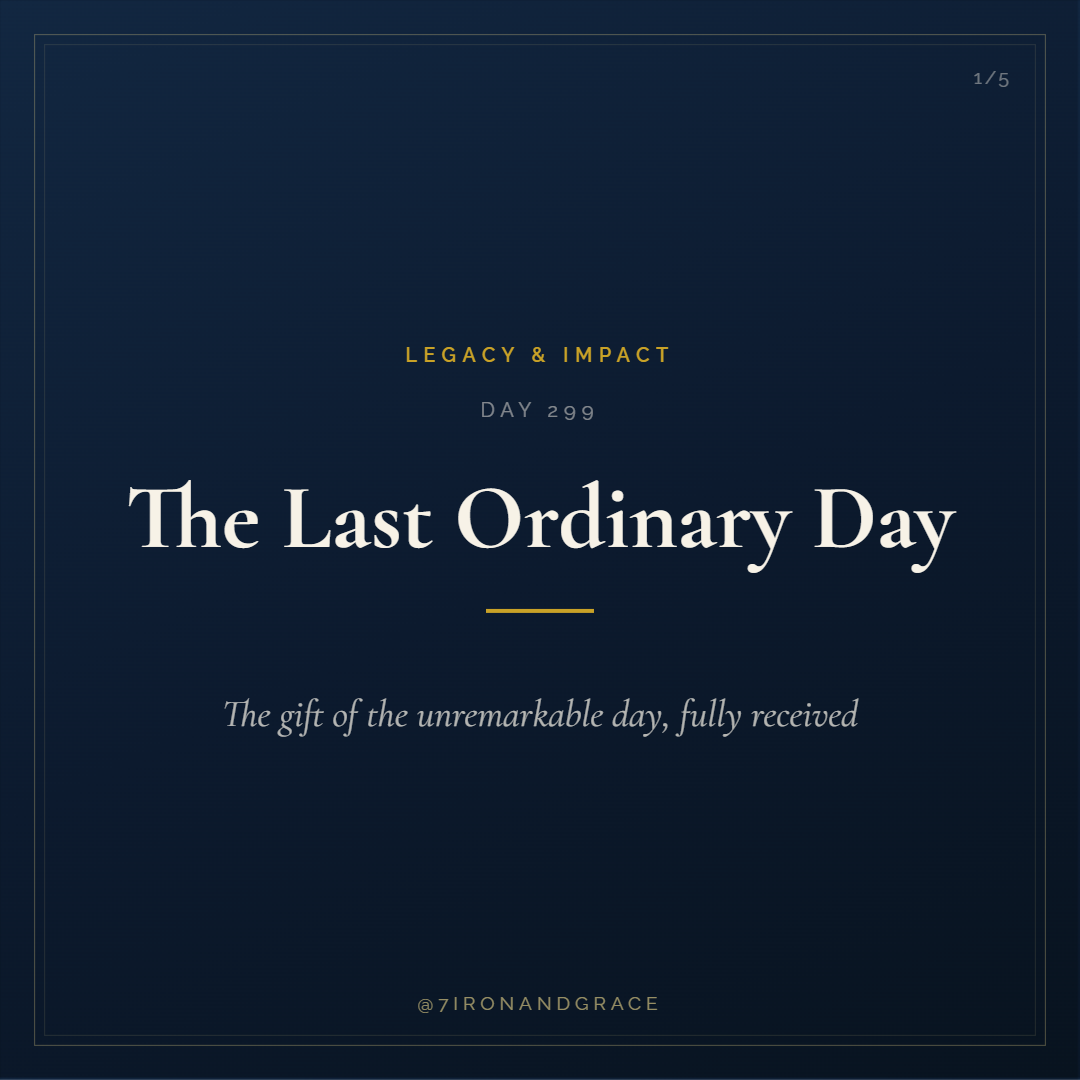 1/5
LEGACY & IMPACT
DAY 299
The Last Ordinary Day
The gift of the unremarkable day, fully received
@7IRONANDGRACE